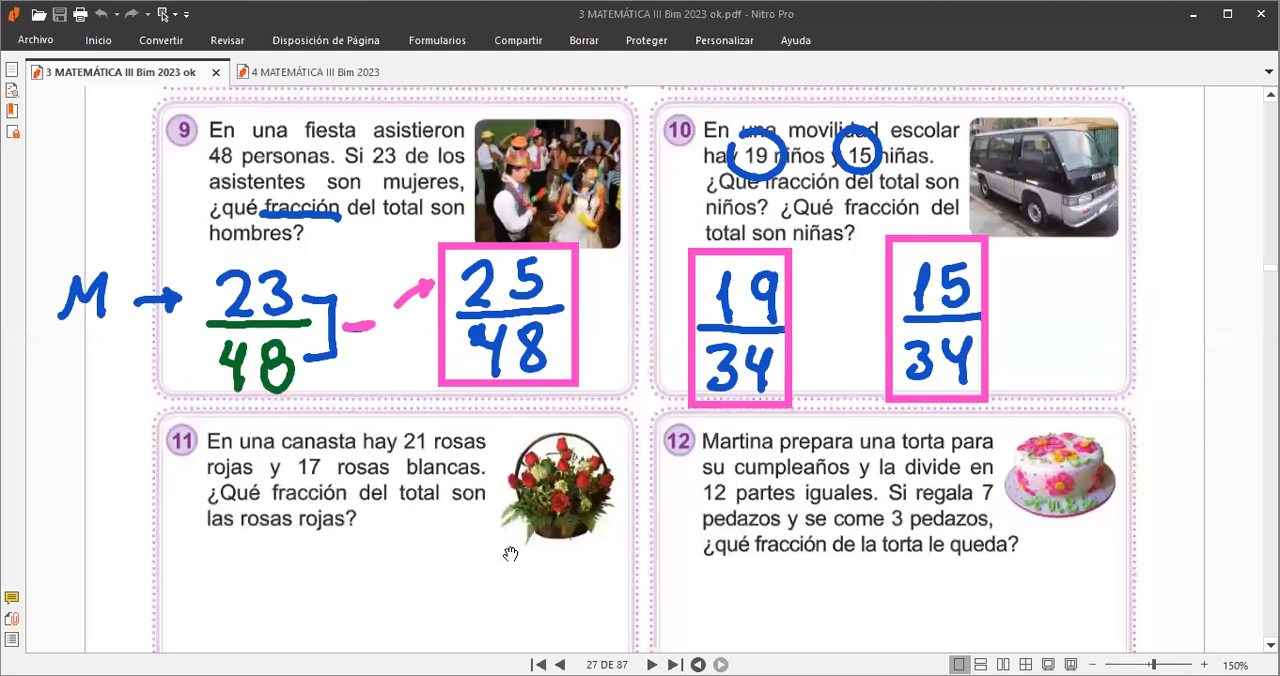 3 MATEMÁTICA III Bim 2023 ok.pdf - Nitro Pro
Archivo Inicio Convertir Revisar Disposición de Página Formularios Compartir Borrar Proteger Personalizar Ayuda
3 MATEMÁTICA III Bim 2023 ok
4 MATEMÁTICA III Bim 2023
9
En una fiesta asistieron
48 personas. Si 23 de los
asistentes son mujeres,
¿qué fracción del total son
hombres?
M → 23
48
25
48
10
En una movilidad escolar
hay 19 niños y 15 niñas.
¿Qué fracción del total son
niños? ¿Qué fracción del
total son niñas?
19
34
15
34
11
En una canasta hay 21 rosas
rojas y 17 rosas blancas.
¿Qué fracción del total son
las rosas rojas?
12
Martina prepara una torta para
su cumpleaños y la divide en
12 partes iguales. Si regala 7
pedazos y se come 3 pedazos,
¿qué fracción de la torta le queda?
27 DE 87
150%